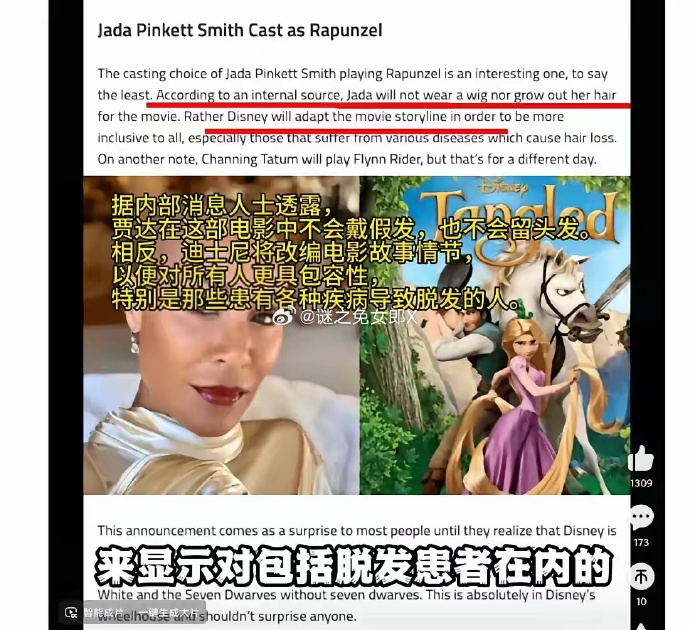 Jada Pinkett Smith Cast as Rapunzel
The casting choice of Jada Pinkett Smith playing Rapunzel is an interesting one, to say
the least. According to an internal source, Jada will not wear a wig nor grow out her hair
for the movie. Rather Disney will adapt the movie storyline in order to be more
inclusive to all, especially those that suffer from various diseases which cause hair loss.
On another note, Channing Tatum will play Flynn Rider, but that's for a different day.
Disney
Tangled
据内部消息人士透露，
贾达在这部电影中不会戴假发，也不会留头发。
相反，迪士尼将改编电影故事情节，
以便对所有人更具包容性，
特别是那些患有各种疾病导致脱发的人。
@谜之兔女郎X
1309
This announcement comes as a surprise to most people until they realize that Disney is
173
来显示对包括脱发患者在内的
White and the Seven Dwarves without seven dwarves. This is absolutely in Disney's
10
智能成片 一键生成大片
wheelhouse and shouldn't surprise anyone.